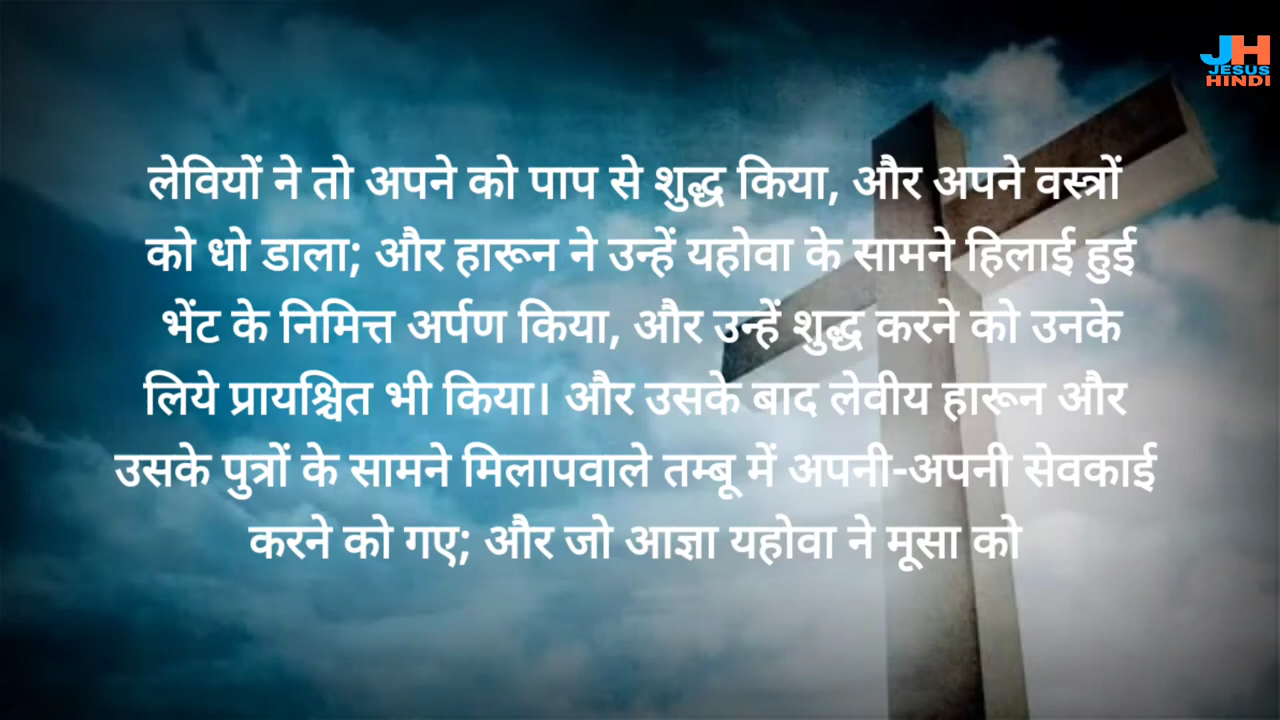 JH
JESUS
HINDI
लेवियों ने तो अपने को पाप से शुद्ध किया, और अपने वस्त्रों
को धो डाला; और हारून ने उन्हें यहोवा के सामने हिलाई हुई
भेंट के निमित्त अर्पण किया, और उन्हें शुद्ध करने को उनके
लिये प्रायश्चित भी किया। और उसके बाद लेवीय हारून और
उसके पुत्रों के सामने मिलापवाले तम्बू में अपनी-अपनी सेवकाई
करने को गए; और जो आज्ञा यहोवा ने मूसा को